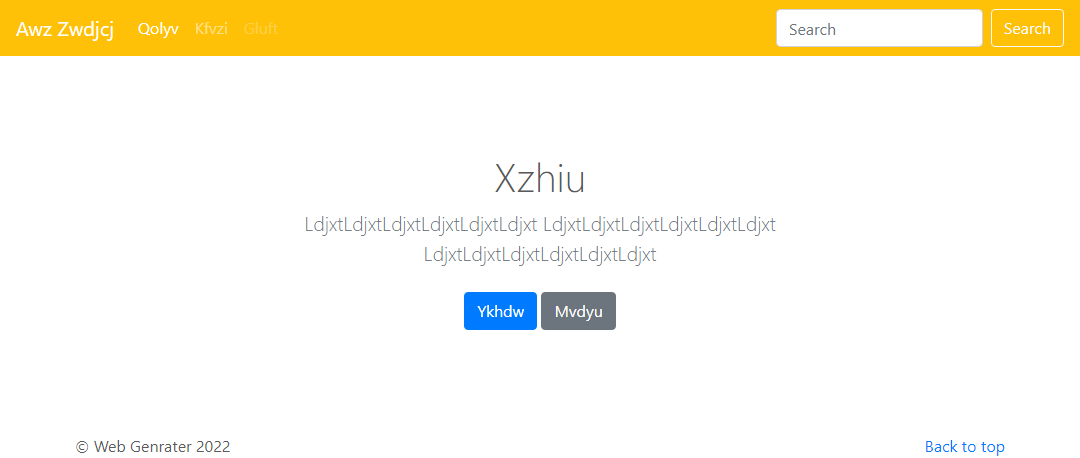 Awz Zwdjcj Qolyv Kfvzi Gluft Search Search
Xzhiu
LdjxtLdjxtLdjxtLdjxtLdjxtLdjxt LdjxtLdjxtLdjxtLdjxtLdjxtLdjxt
LdjxtLdjxtLdjxtLdjxtLdjxtLdjxt
Ykhdw Mvdyu
© Web Genrater 2022 Back to top